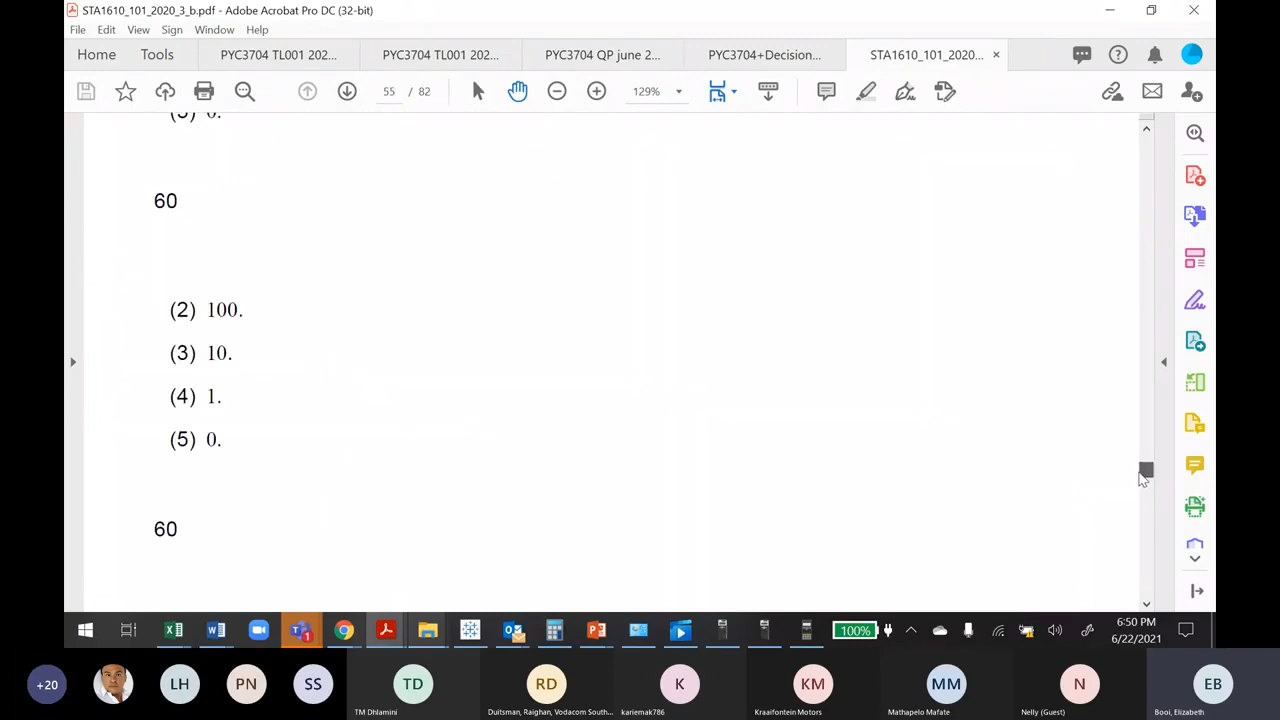 STA1610_101_2020_3_b.pdf - Adobe Acrobat Pro DC (32-bit)
File Edit View Sign Window Help
Home Tools PYC3704 TL001 202... PYC3704 TL001 202... PYC3704 QP june 2... PYC3704+Decision... STA1610_101_2020... ×
55 / 82 129%
60
(2) 100.
(3) 10.
(4) 1.
(5) 0.
60
100% 6:50 PM
6/22/2021
+20 LH PN SS TD RD K KM MM N EB
TM Dhlamini Duitsman, Raighan, Vodacom South... kariemak786 Kraaifontein Motors Mathapelo Mafate Nelly (Guest) Booi, Elizabeth